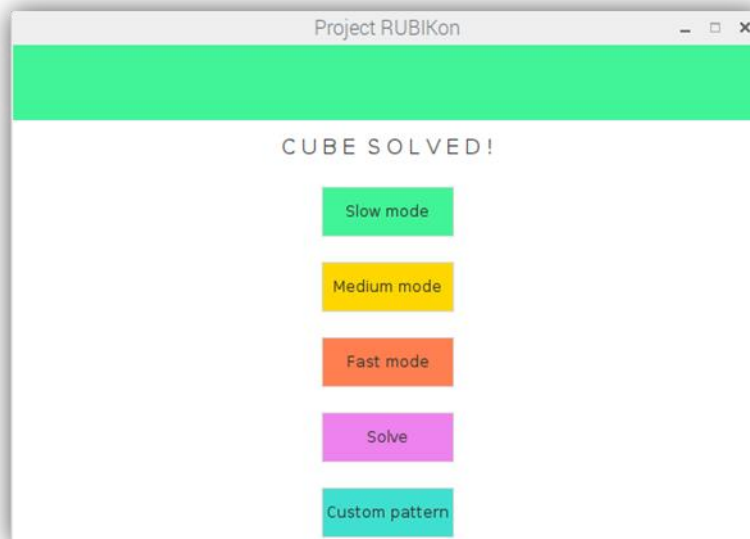 Project RUBIKon
CUBE SOLVED!
Slow mode
Medium mode
Fast mode
Solve
Custom pattern